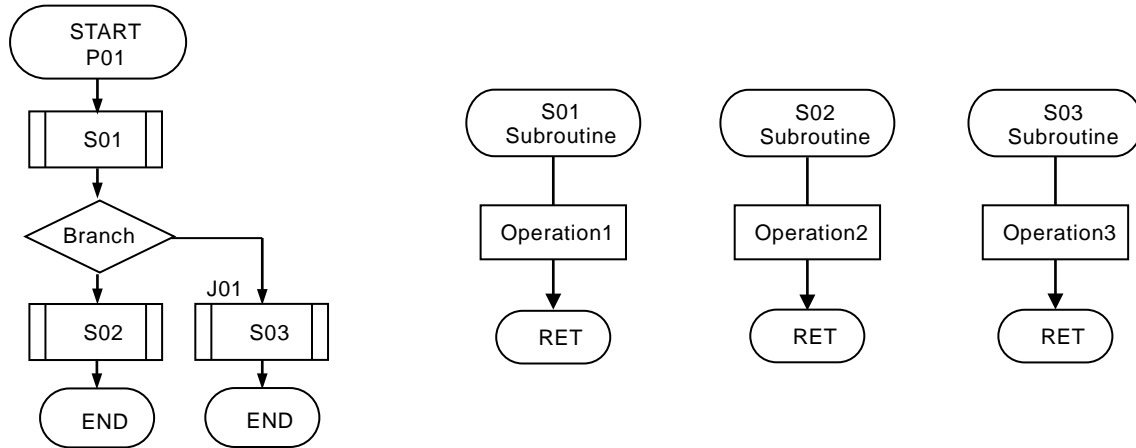 START
P01
S01
Branch
J01
S02
S03
END
END
S01
Subroutine
Operation1
RET
S02
Subroutine
Operation2
RET
S03
Subroutine
Operation3
RET